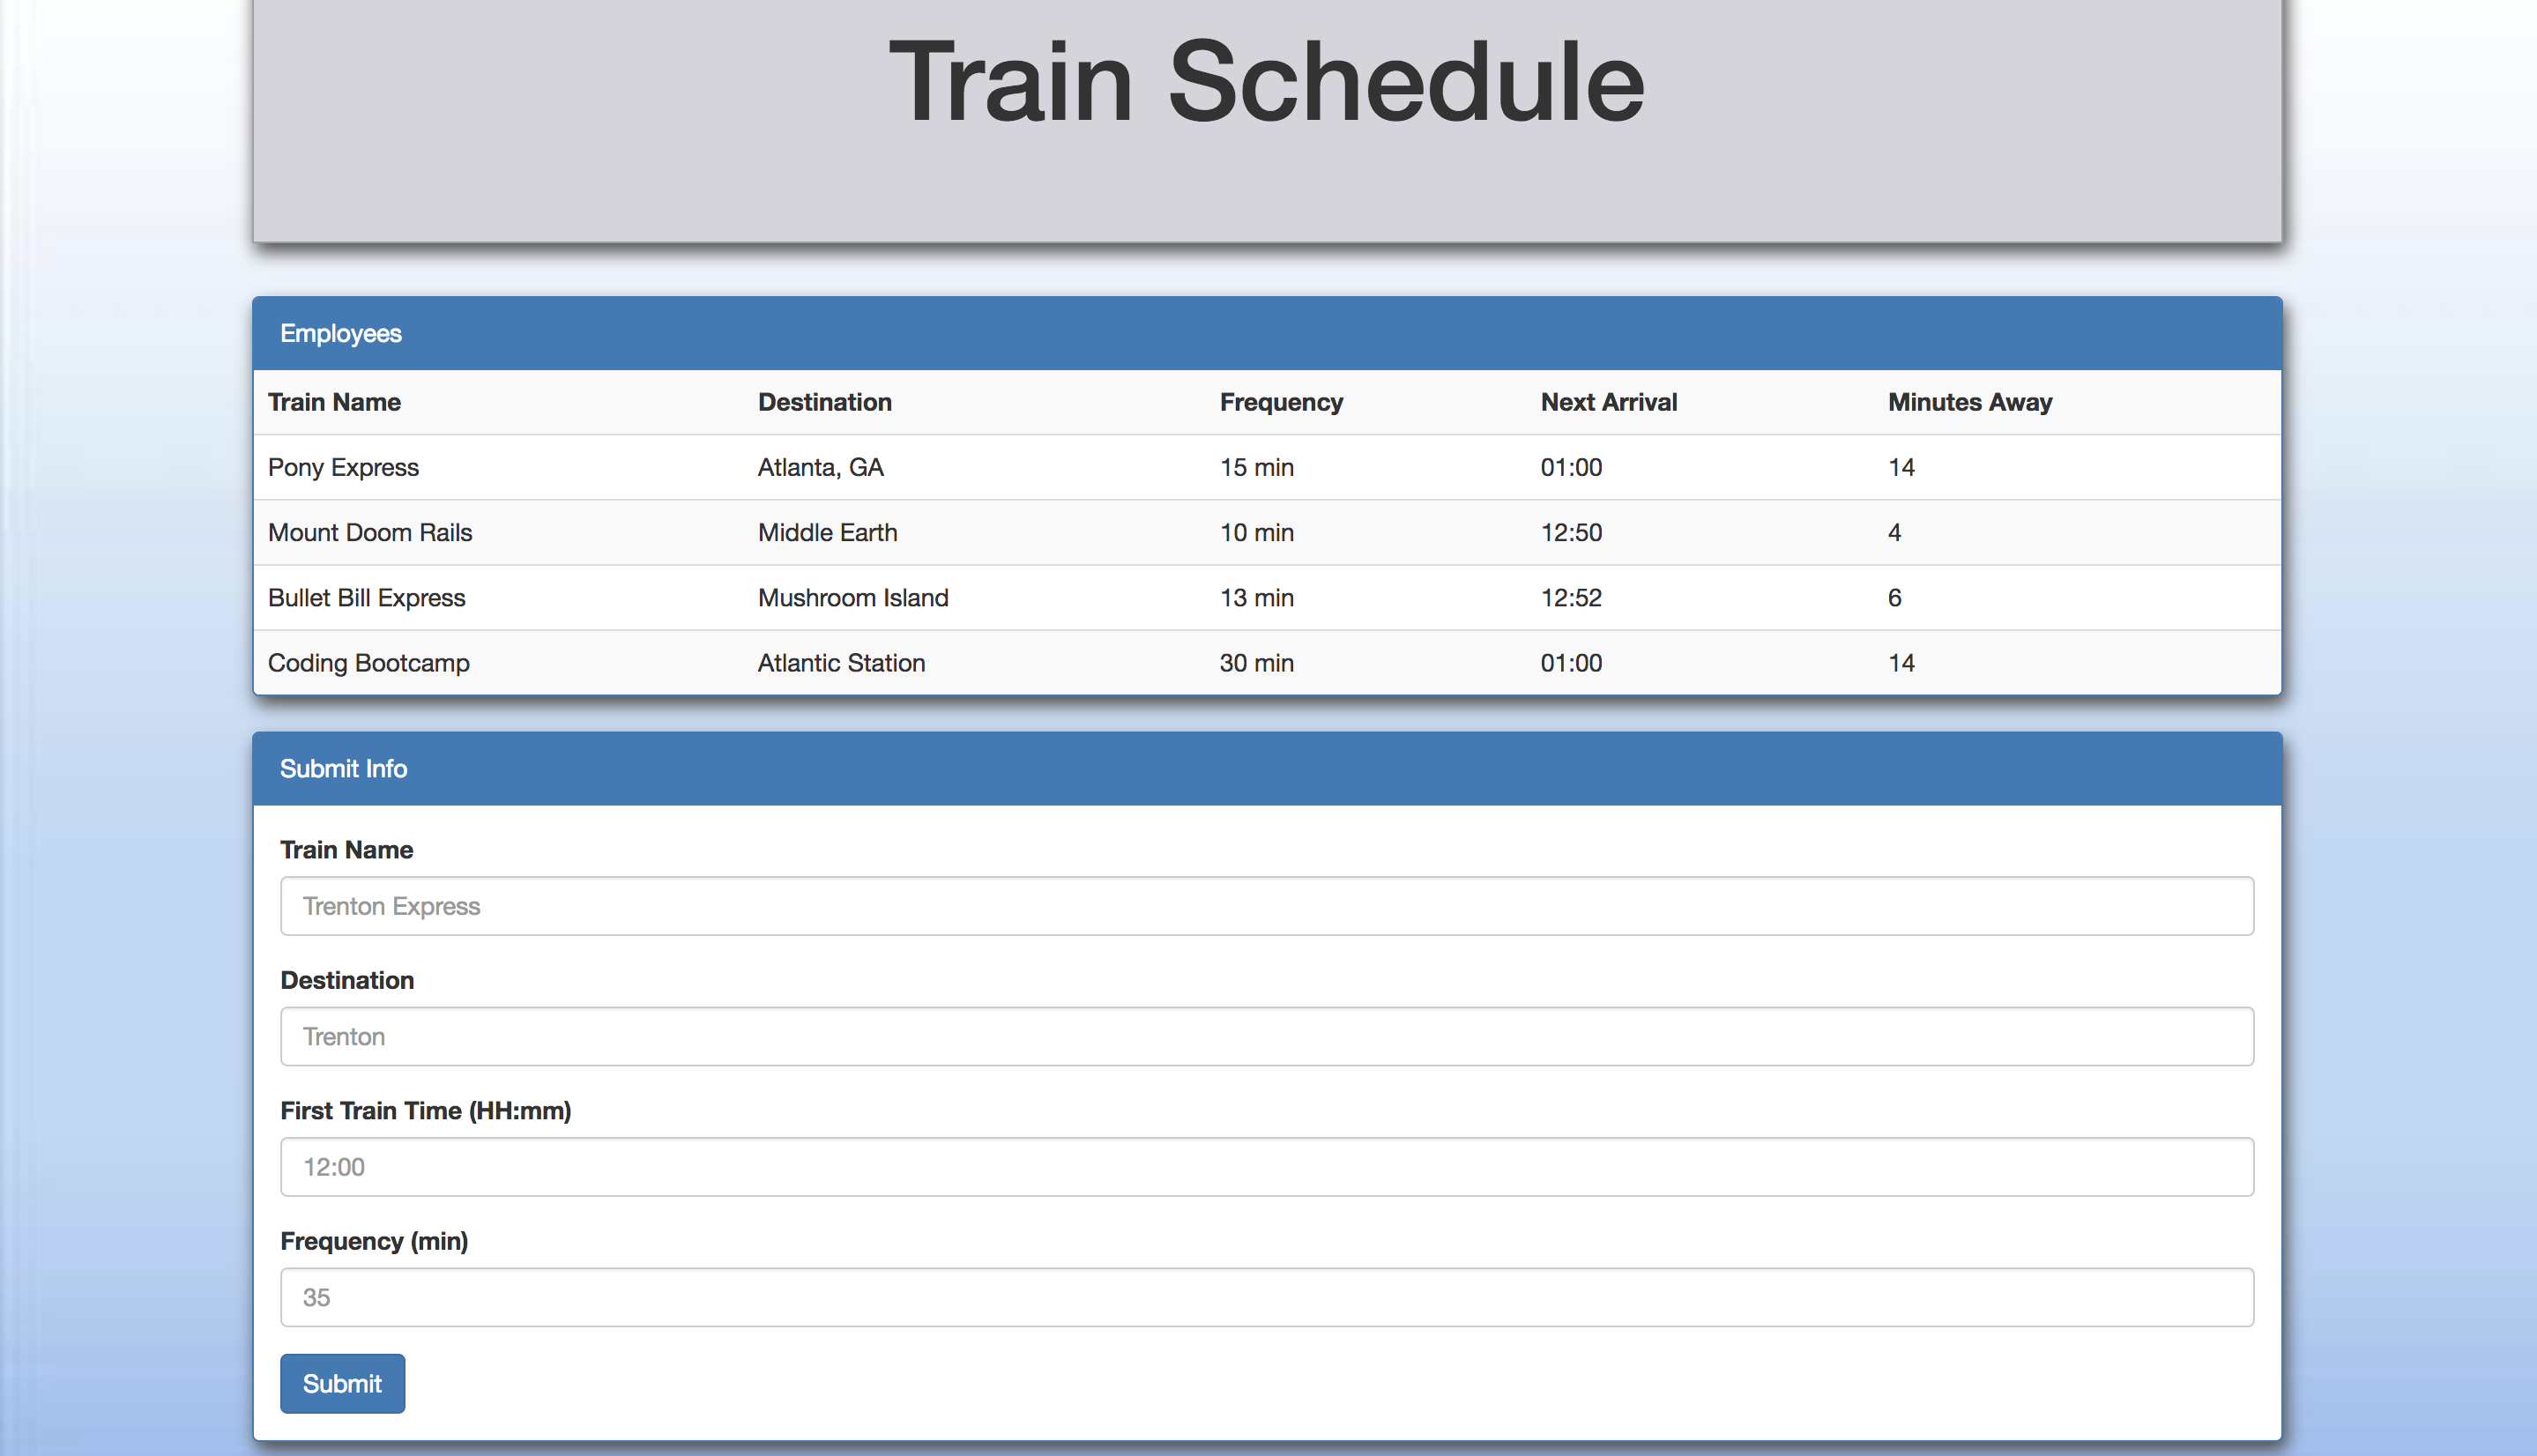 Train Schedule
Employees
Train Name Destination Frequency Next Arrival Minutes Away
Pony Express Atlanta, GA 15 min 01:00 14
Mount Doom Rails Middle Earth 10 min 12:50 4
Bullet Bill Express Mushroom Island 13 min 12:52 6
Coding Bootcamp Atlantic Station 30 min 01:00 14
Submit Info
Train Name
Trenton Express
Destination
Trenton
First Train Time (HH:mm)
12:00
Frequency (min)
35
Submit